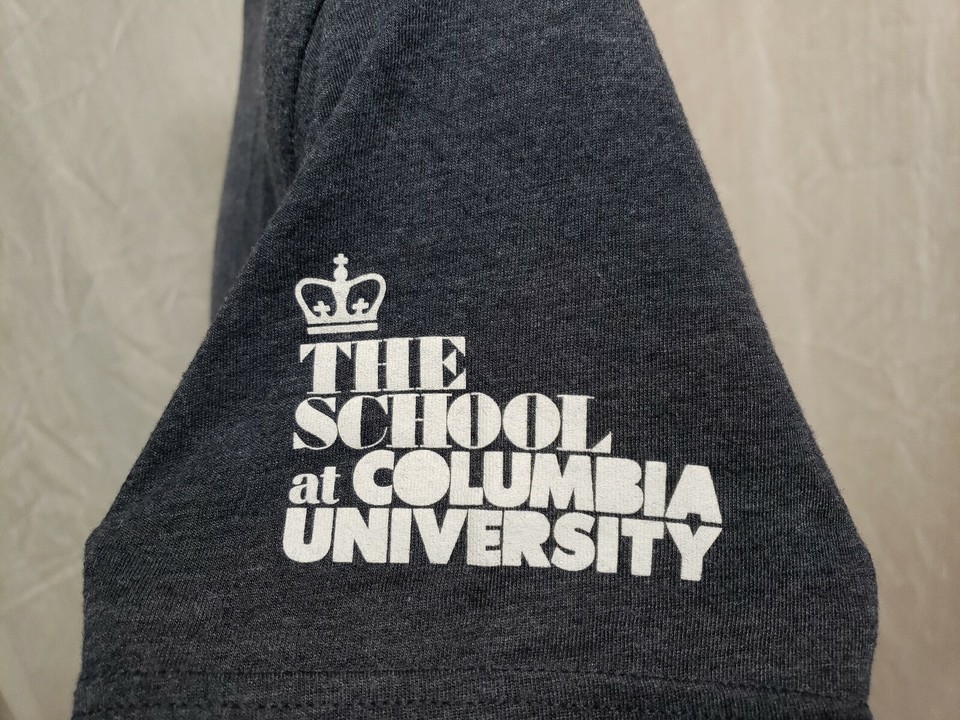 THE
SCHOOL
at COLUMBIA
UNIVERSITY